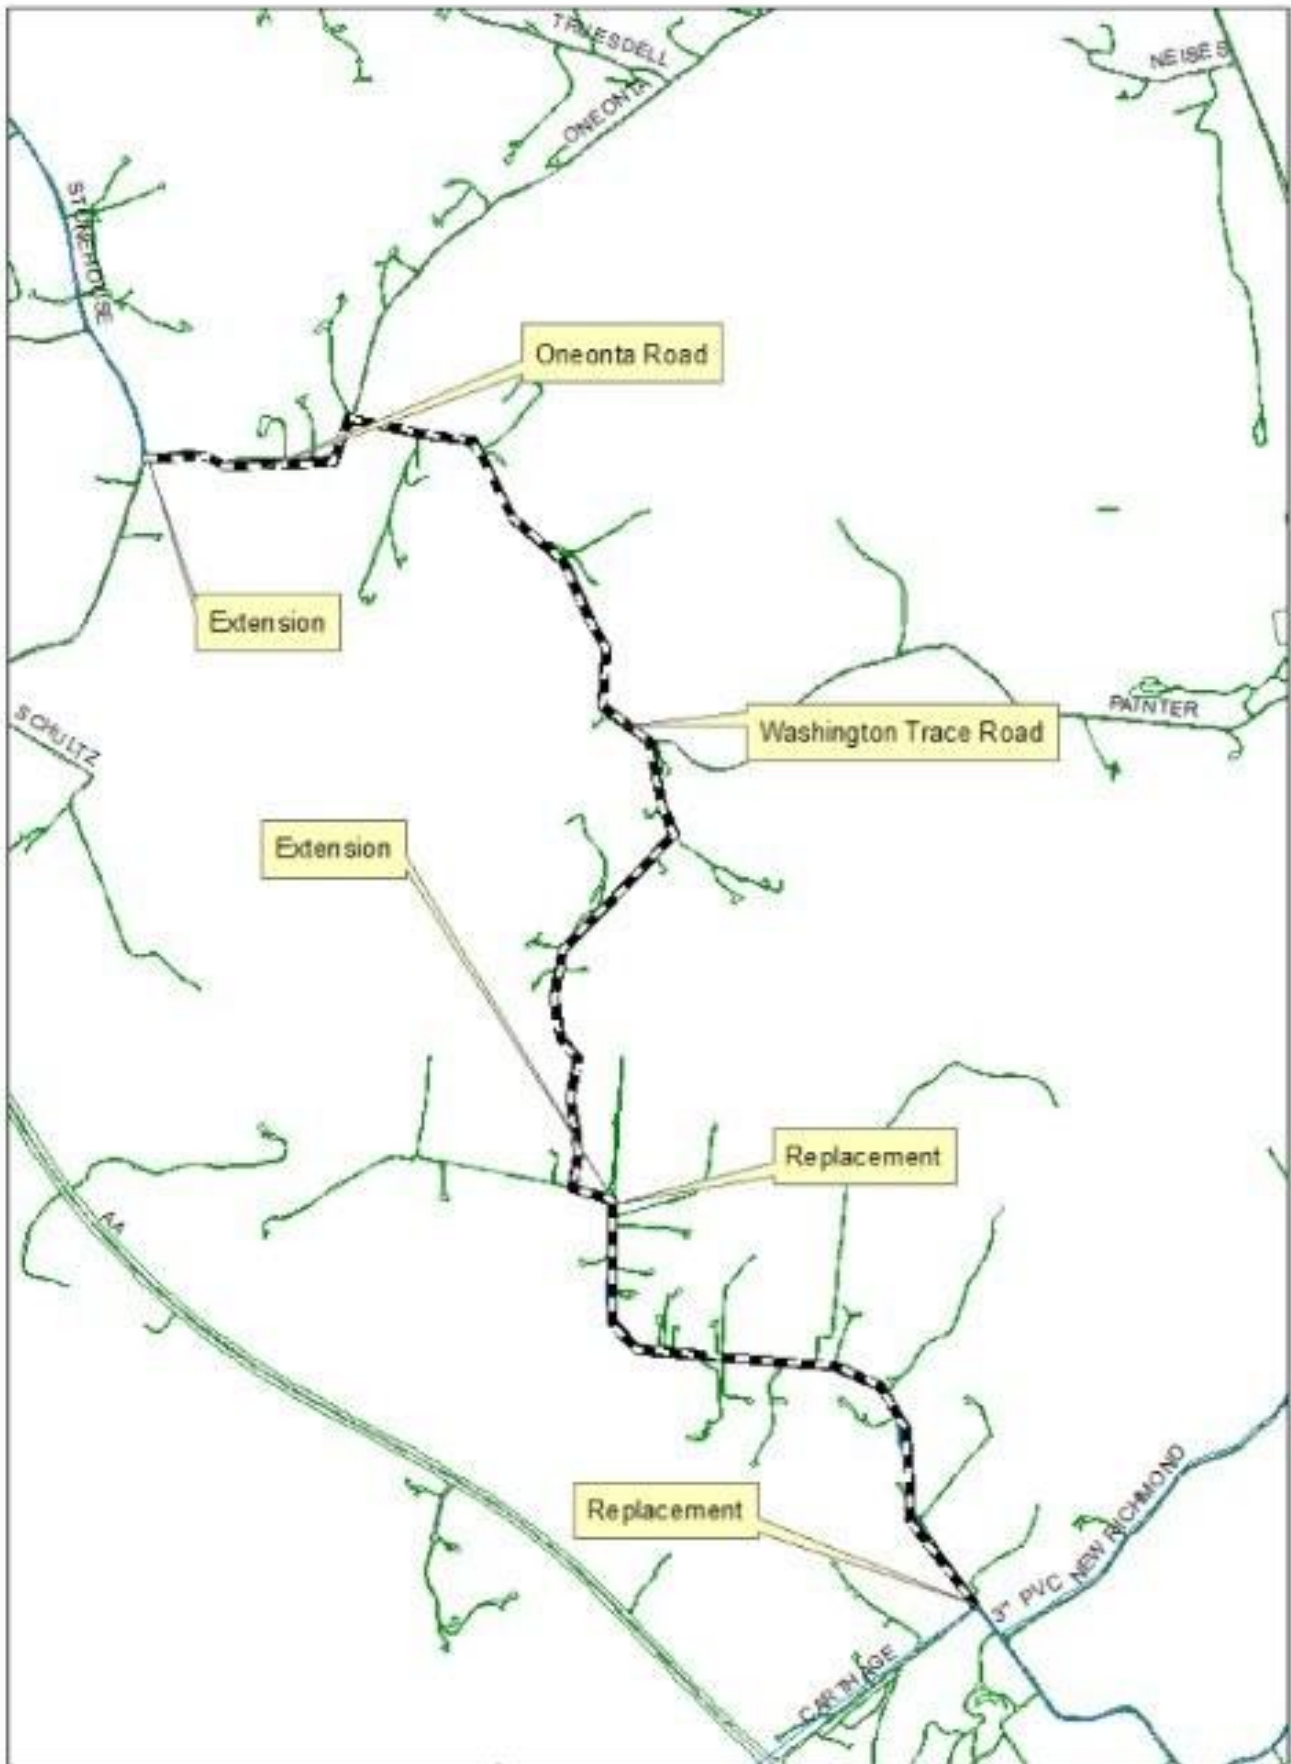 TRUESDELL
ONEONTA
NEISES
STONEHOUSE
Oneonta Road
Extension
SCHULTZ
PAINTER
Washington Trace Road
Extension
Replacement
AA
Replacement
3" PVC NEW RICHMOND
CARTHAGE